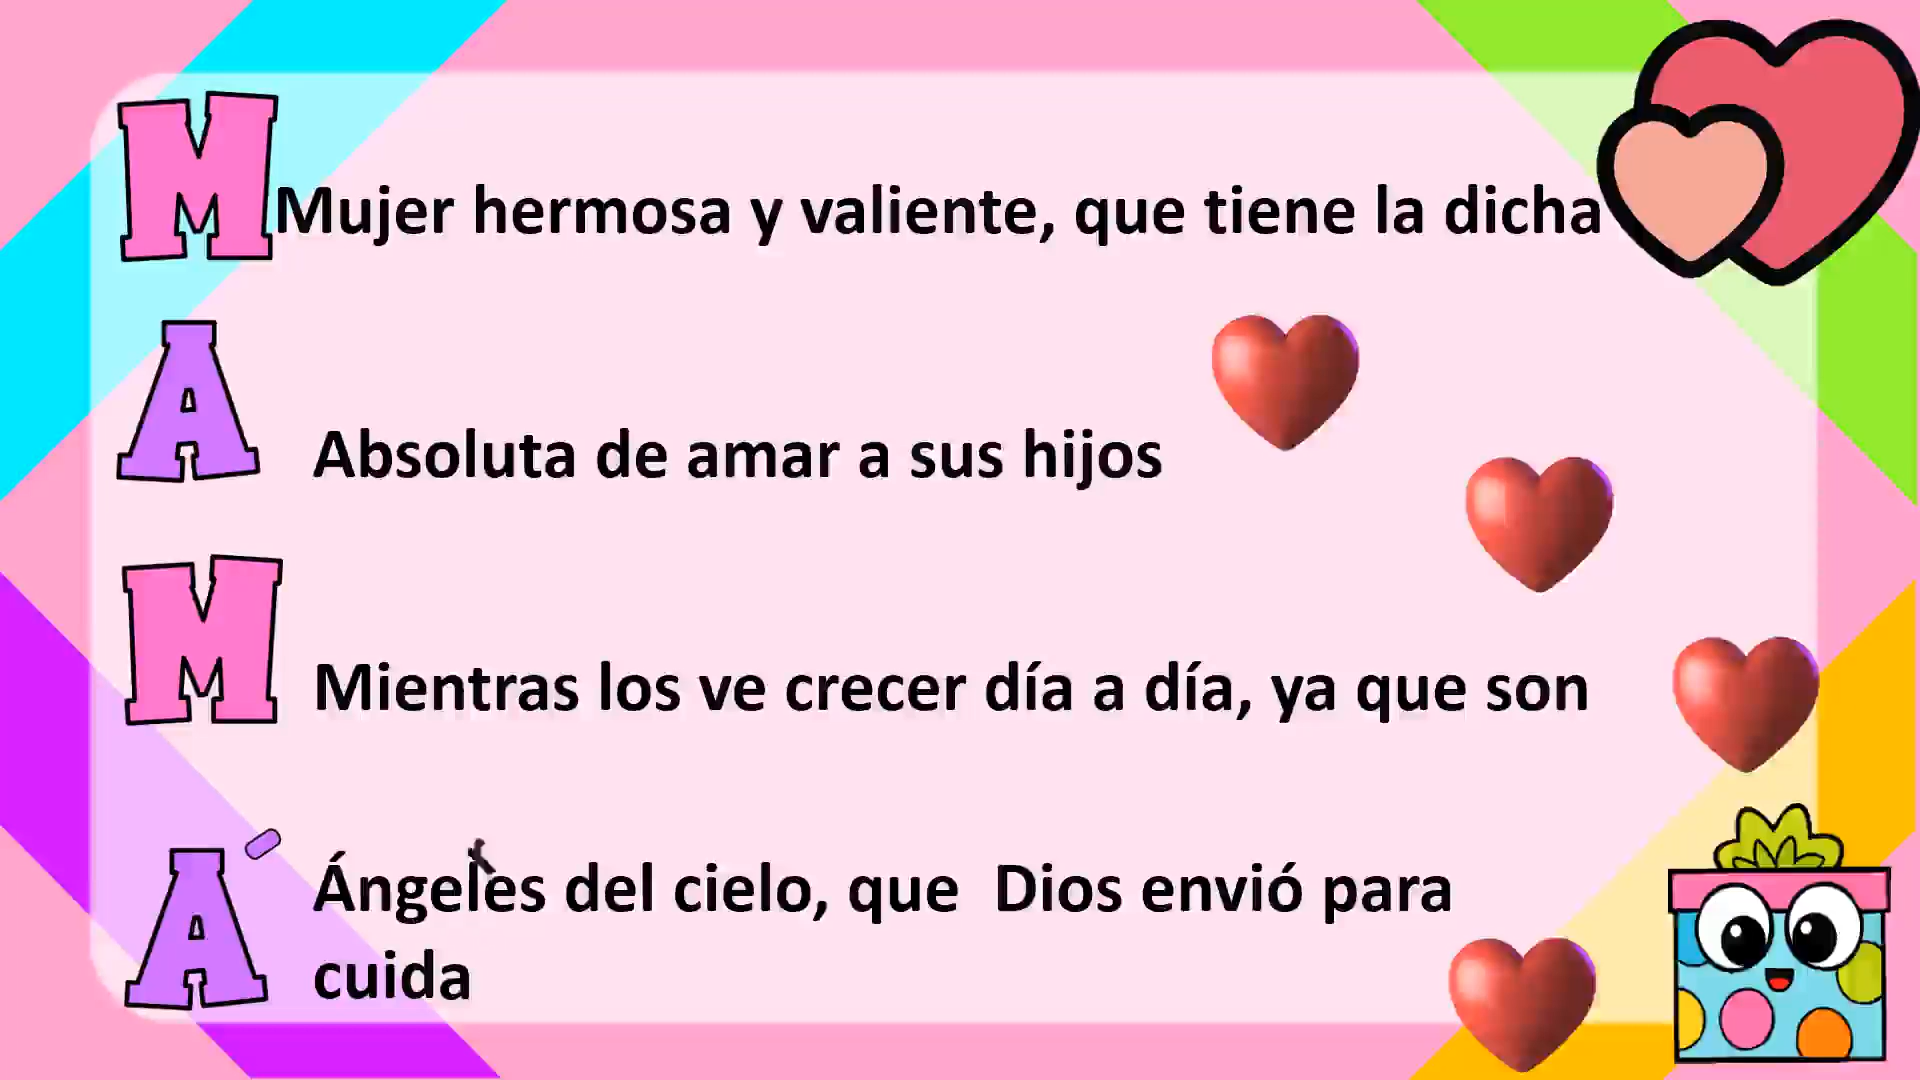 M
Mujer hermosa y valiente, que tiene la dicha
A
Absoluta de amar a sus hijos
M
Mientras los ve crecer día a día, ya que son
Á
Ángeles del cielo, que  Dios envió para
cuida